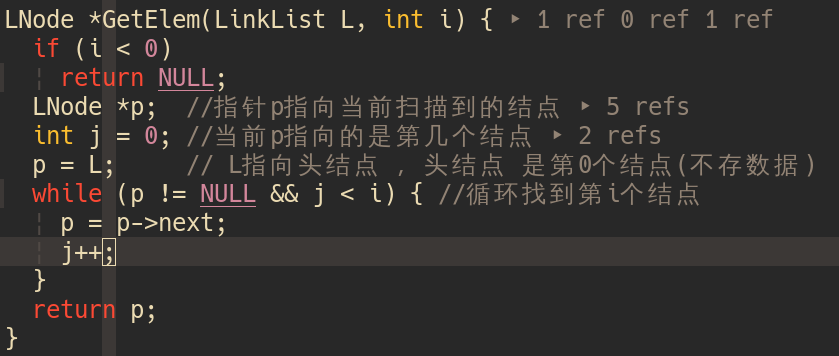 LNode *GetElem(LinkList L, int i) { ‣ 1 ref 0 ref 1 ref
  if (i < 0)
    return NULL;
  LNode *p;  //指针p指向当前扫描到的结点 ‣ 5 refs
  int j = 0; //当前p指向的是第几个结点 ‣ 2 refs
  p = L;     // L指向头结点 , 头结点 是第0个结点(不存数据)
  while (p != NULL && j < i) { //循环找到第i个结点
    p = p->next;
    j++;
  }
  return p;
}